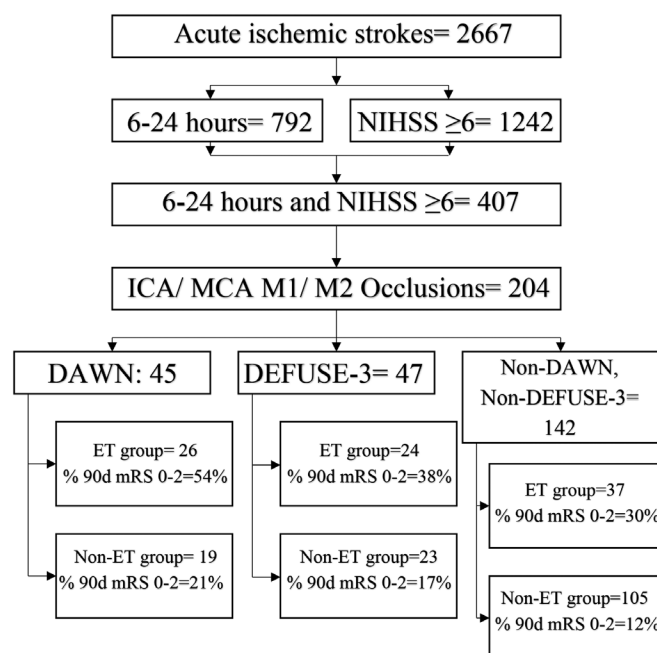 Acute ischemic strokes= 2667
6-24 hours= 792
NIHSS ≥6= 1242
6-24 hours and NIHSS ≥6= 407
ICA/ MCA M1/ M2 Occlusions= 204
DAWN: 45
ET group= 26
% 90d mRS 0-2=54%
Non-ET group= 19
% 90d mRS 0-2=21%
DEFUSE-3= 47
ET group=24
% 90d mRS 0-2=38%
Non-ET group=23
% 90d mRS 0-2=17%
Non-DAWN,
Non-DEFUSE-3=
142
ET group=37
% 90d mRS 0-2=30%
Non-ET group=105
% 90d mRS 0-2=12%